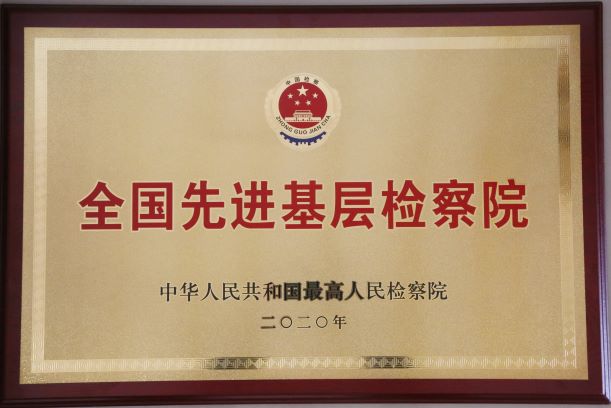 中国检察
ZHONG GUO JIAN CHA
全国先进基层检察院
中华人民共和国最高人民检察院
二〇二〇年